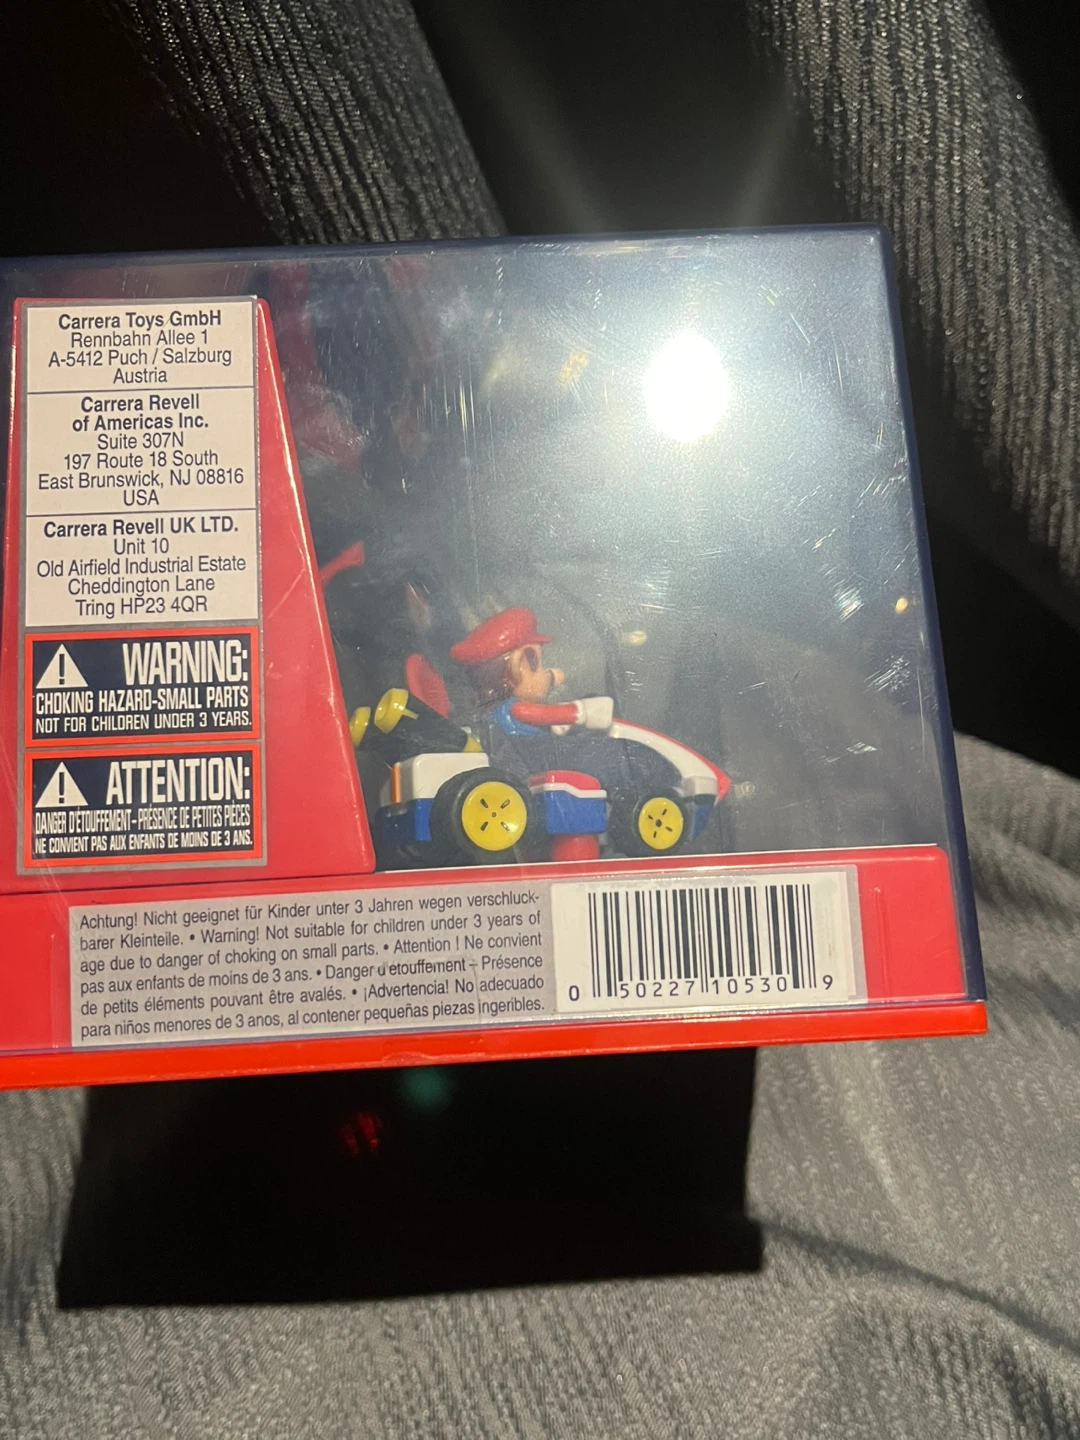 Carrera Toys GmbH
Rennbahn Allee 1
A-5412 Puch / Salzburg
Austria
Carrera Revell
of Americas Inc.
Suite 307N
197 Route 18 South
East Brunswick, NJ 08816
USA
Carrera Revell UK LTD.
Unit 10
Old Airfield Industrial Estate
Cheddington Lane
Tring HP23 4QR
WARNING:
CHOKING HAZARD-SMALL PARTS
NOT FOR CHILDREN UNDER 3 YEARS.
ATTENTION:
DANGER D'ÉTOUFFEMENT-PRÉSENCE DE PETITES PIÈCES
NE CONVIENT PAS AUX ENFANTS DE MOINS DE 3 ANS.
Achtung! Nicht geeignet für Kinder unter 3 Jahren wegen verschluck-
barer Kleinteile. • Warning! Not suitable for children under 3 years of
age due to danger of choking on small parts. • Attention ! Ne convient
pas aux enfants de moins de 3 ans. • Danger d'etouffement – Présence
de petits éléments pouvant être avalés. • ¡Advertencia! No adecuado
para niños menores de 3 anos, al contener pequeñas piezas ingeribles.
0 50227 10530 9